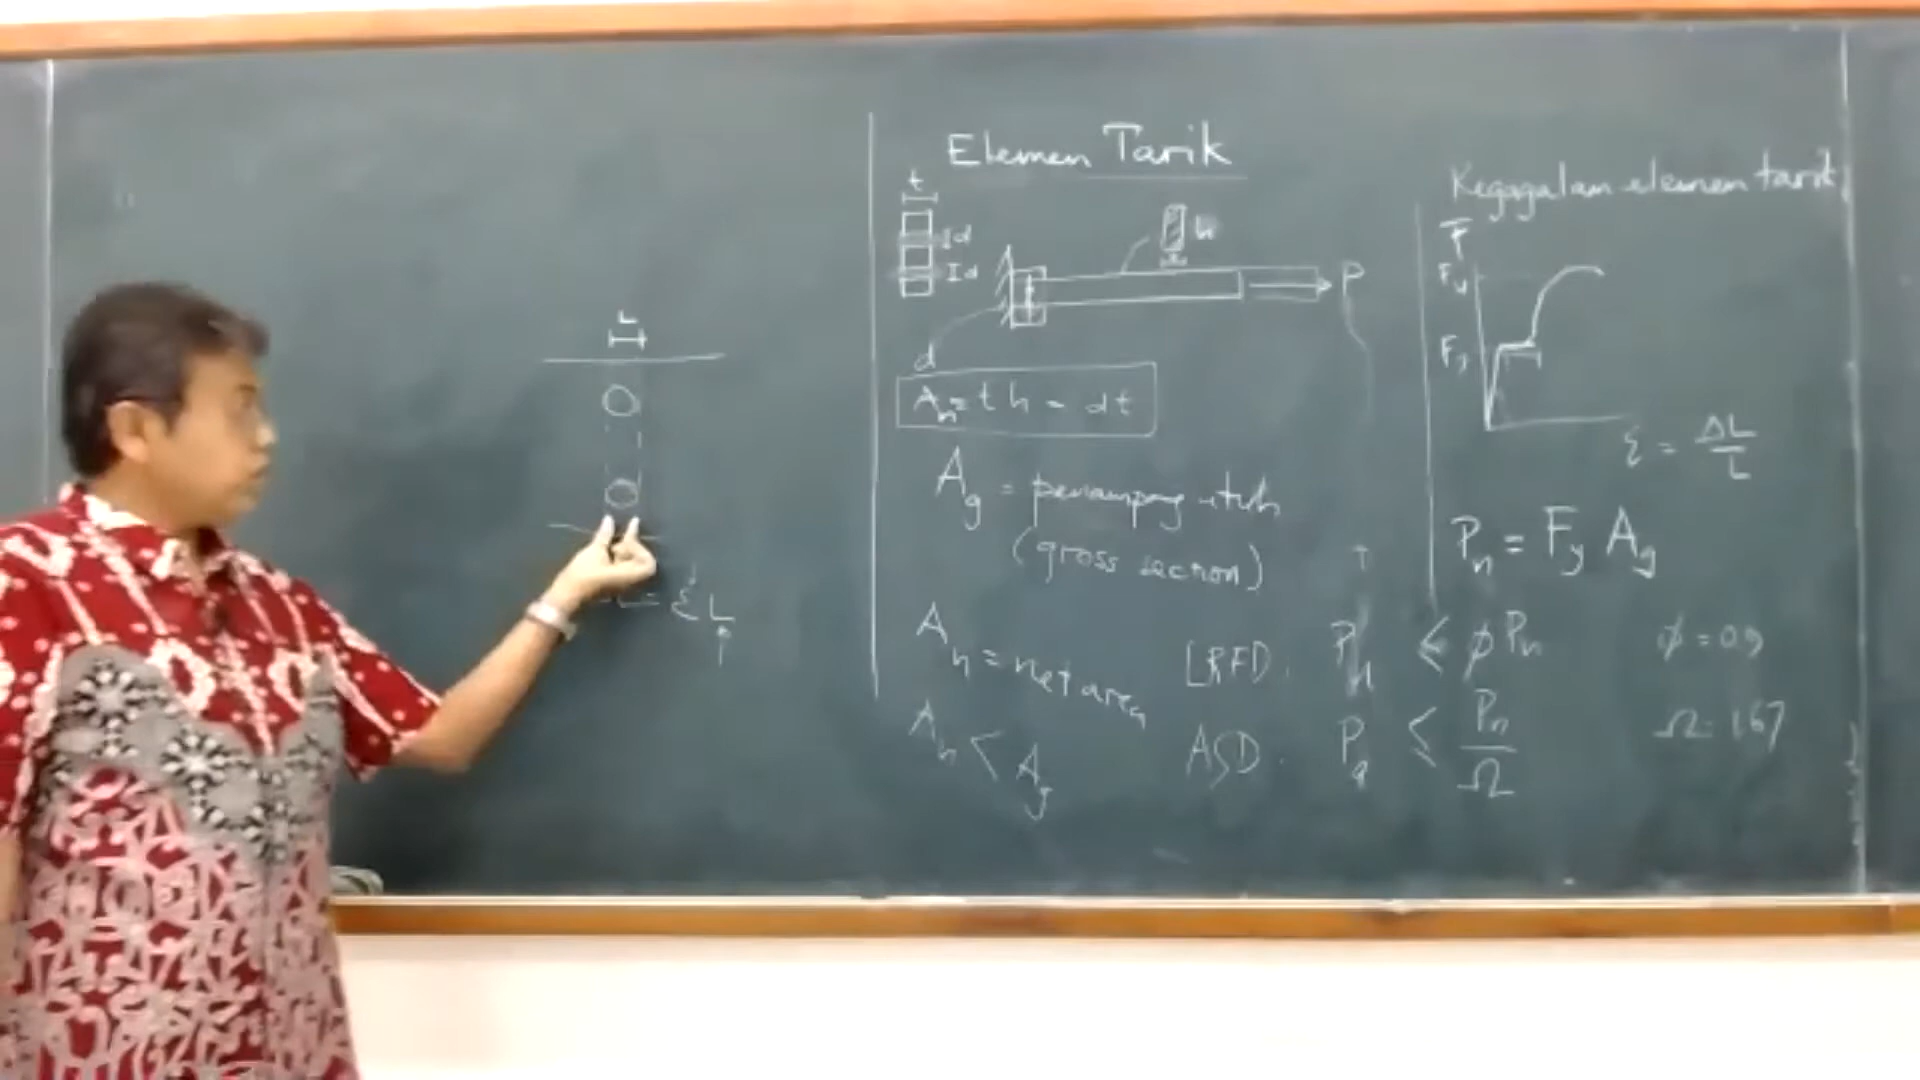 L
= ε L
Elemen Tarik
t
d
d
h
P
d
An = t h - dt
Ag = penampang utuh
(gross section)
An = net area
An < Ag
LRFD. Pu ≤ ϕ Pn ϕ = 0.9
ASD. Pa ≤ Pn / Ω Ω = 1.67
Kegagalan elemen tarik
F
Fu
Fy
ε = ΔL / L
Pn = Fy Ag